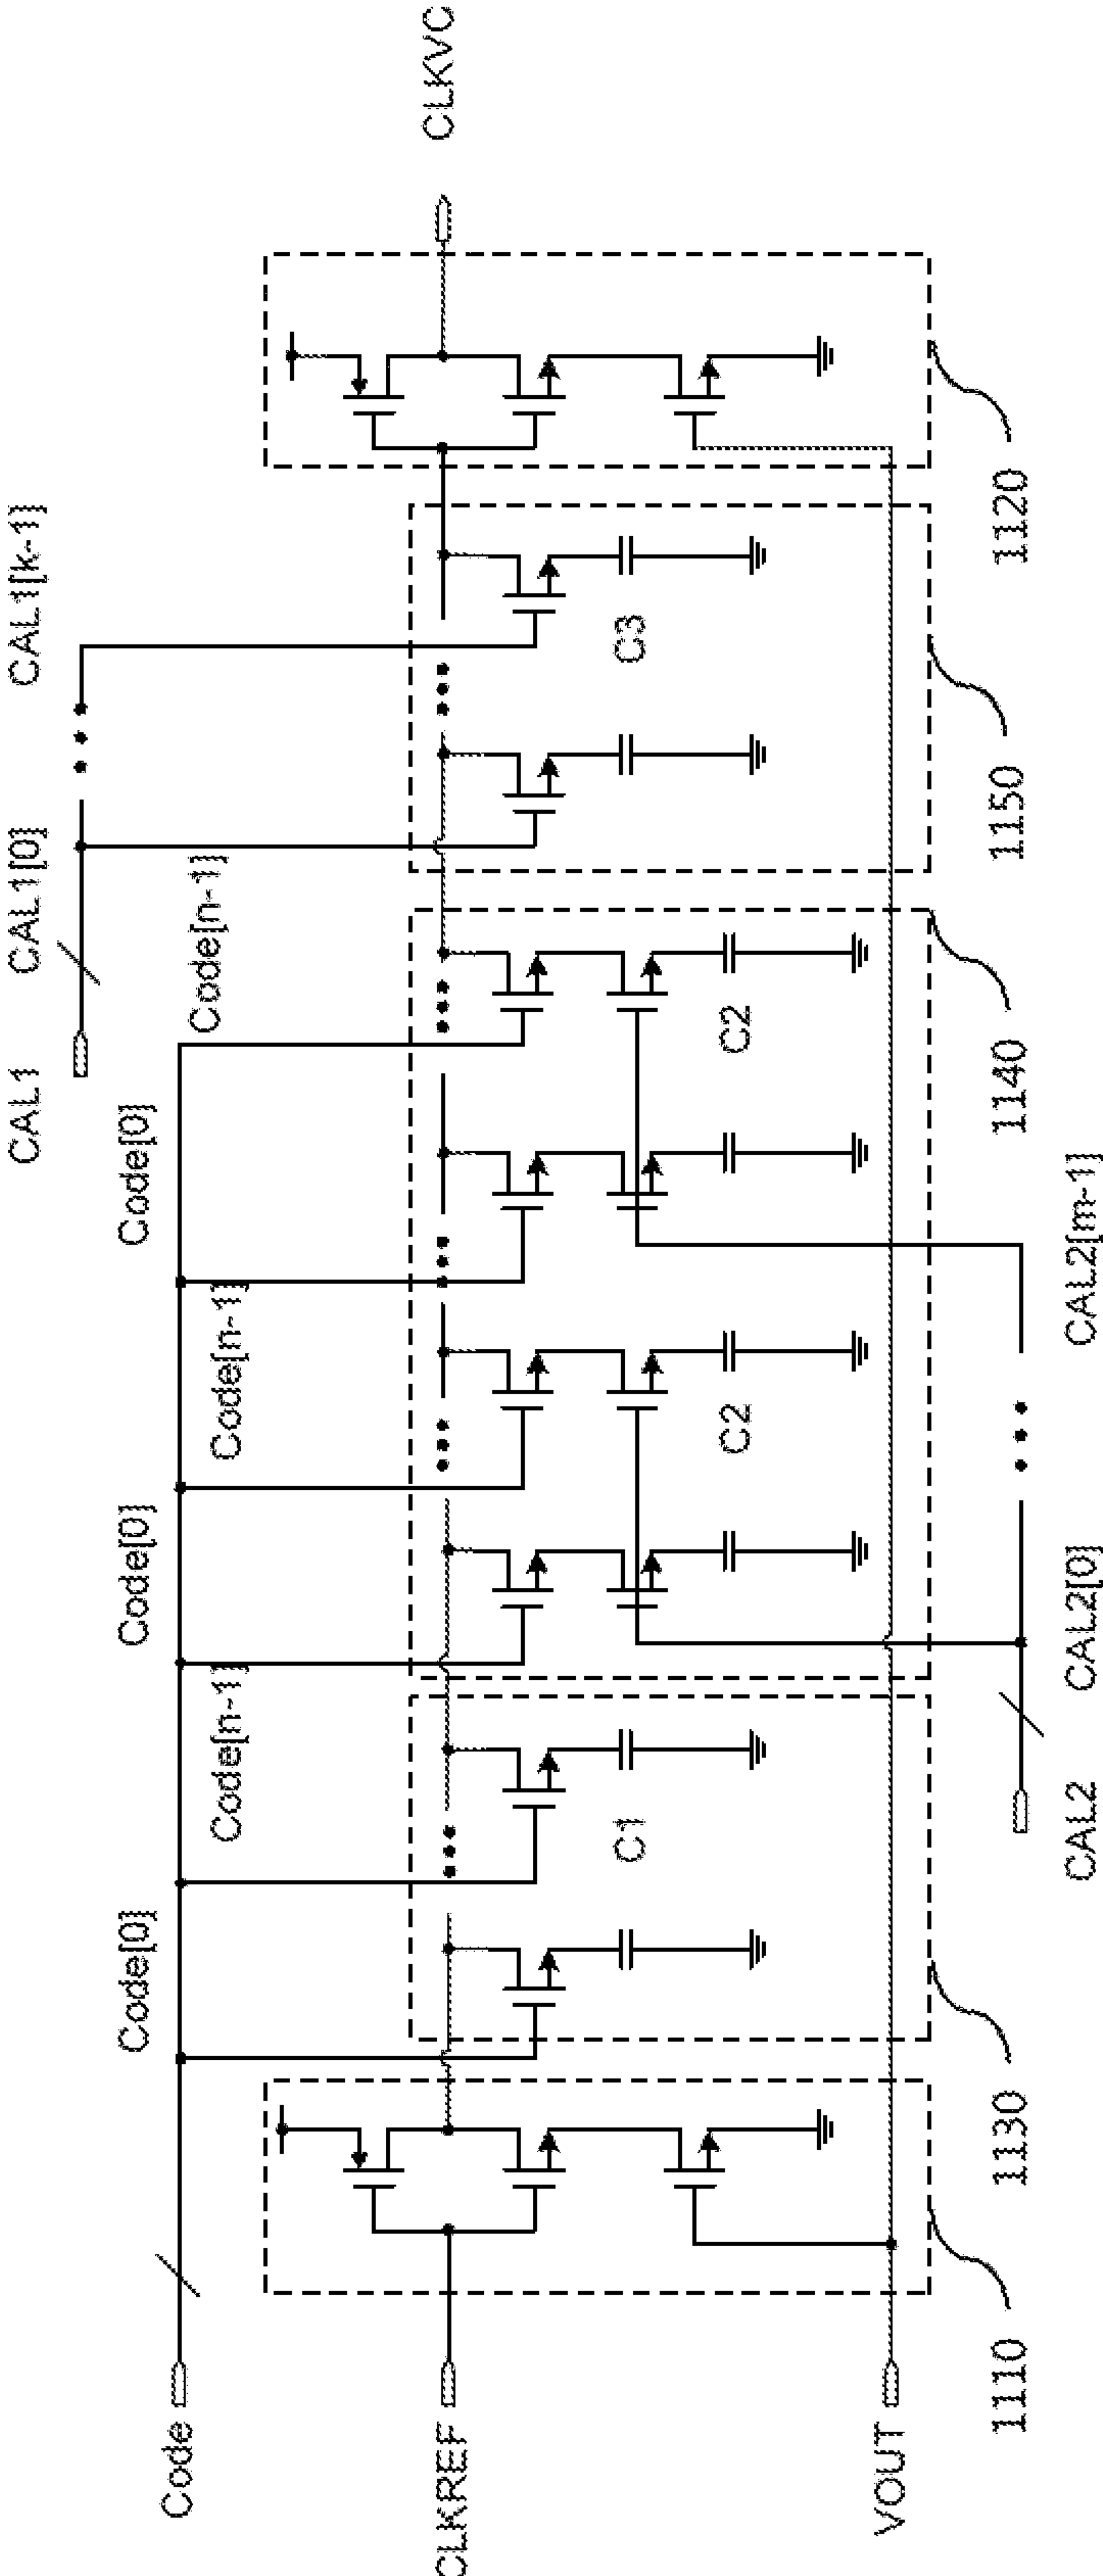 CAL1
CAL1[0]
CAL1[k-1]
Code[0]
Code[n-1]
Code[0]
Code[n-1]
Code[0]
Code[n-1]
Code
CLKREF
VOUT
CLKVC
C1
C2
C2
C3
CAL2
CAL2[0]
CAL2[m-1]
1110
1130
1140
1150
1120